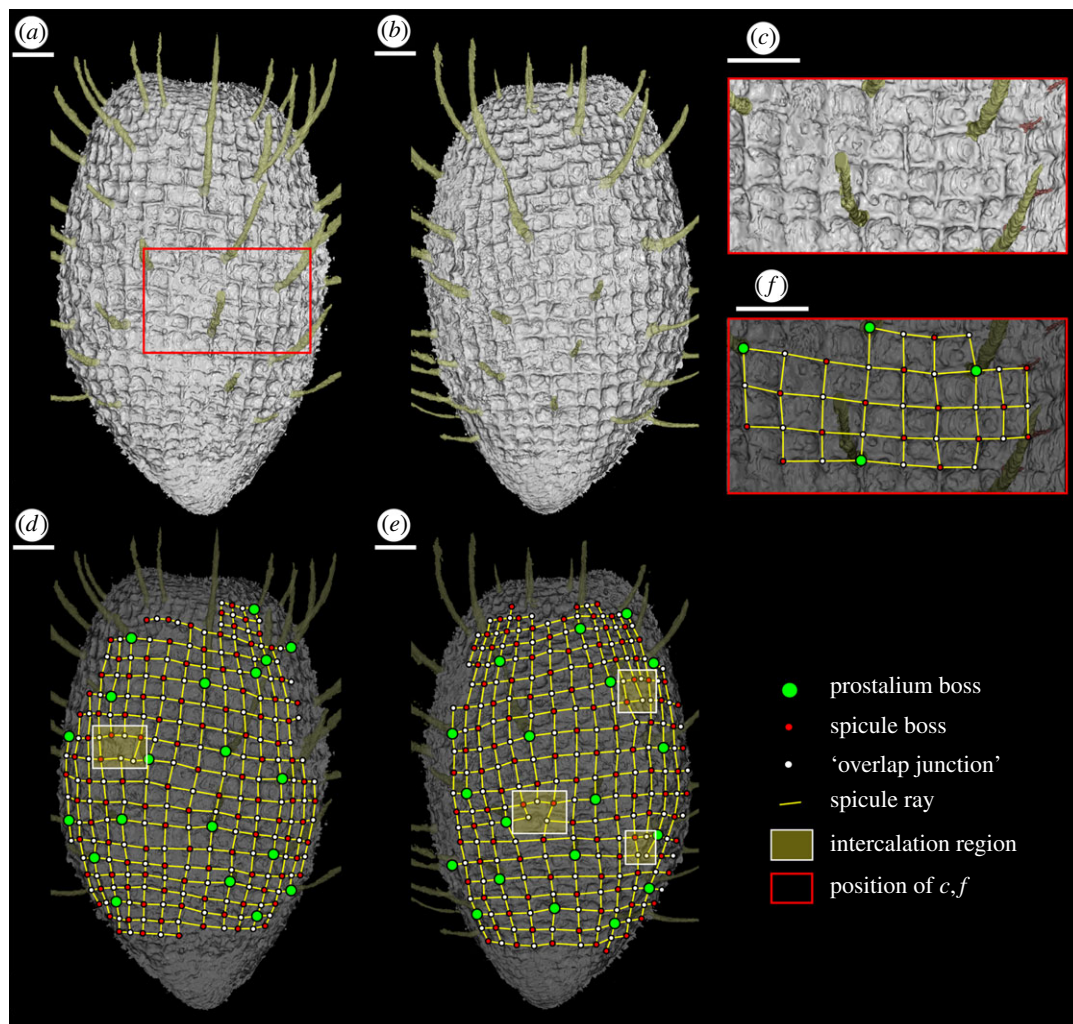 (a)
(b)
(c)
(f)
(d)
(e)
prostalium boss
spicule boss
‘overlap junction’
spicule ray
intercalation region
position of c,f